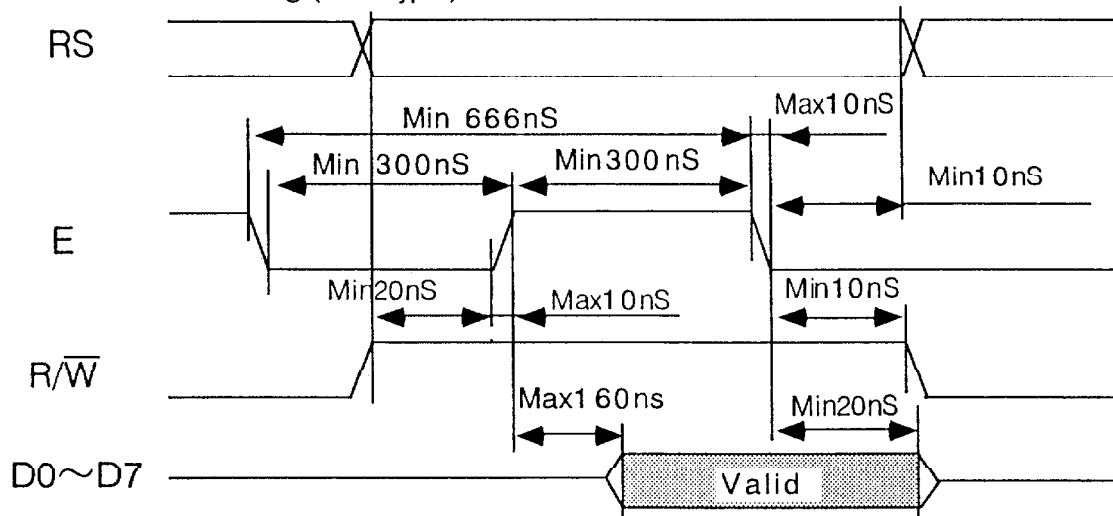 RS
Max10nS
Min 666nS
Min 300nS
Min300nS
Min10nS
E
Min20nS
Max10nS
Min10nS
R/W̅
Max160ns
Min20nS
D0～D7
Valid